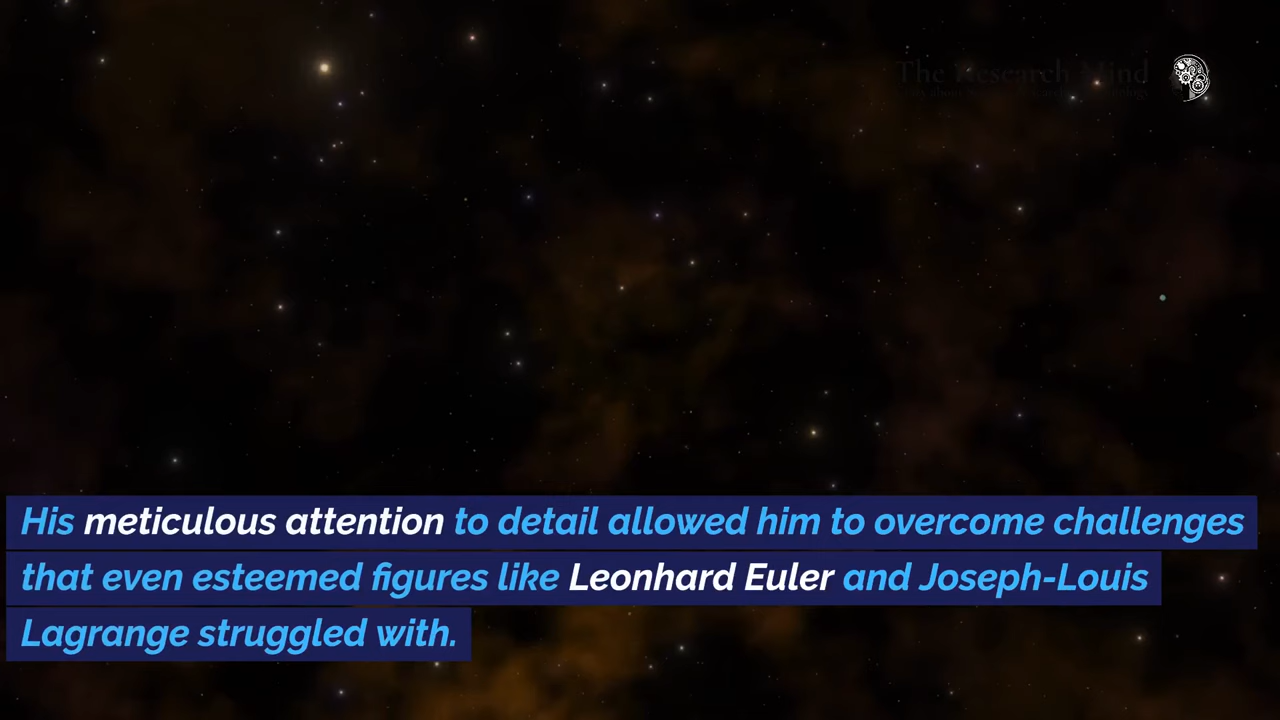 The Research Mind
His meticulous attention to detail allowed him to overcome challenges
that even esteemed figures like Leonhard Euler and Joseph-Louis
Lagrange struggled with.